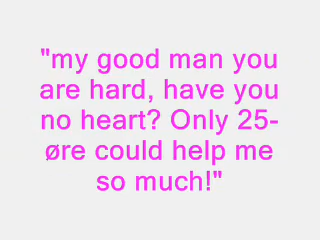 "my good man you
are hard, have you
no heart? Only 25-
øre could help me
so much!"